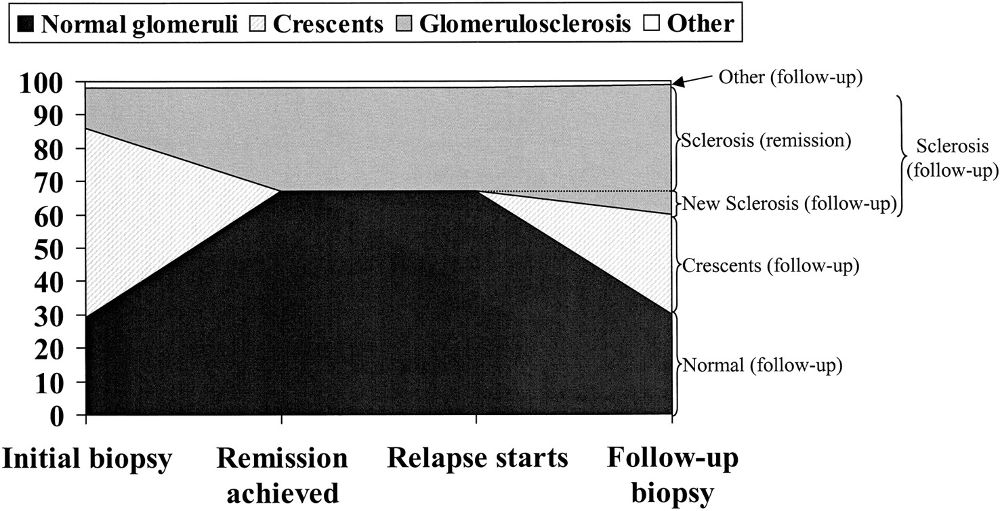 Normal glomeruli Crescents Glomerulosclerosis Other
100
90
80
70
60
50
40
30
20
10
0
Other (follow-up)
Sclerosis (remission)
Sclerosis
(follow-up)
New Sclerosis (follow-up)
Crescents (follow-up)
Normal (follow-up)
Initial biopsy
Remission
achieved
Relapse starts
Follow-up
biopsy